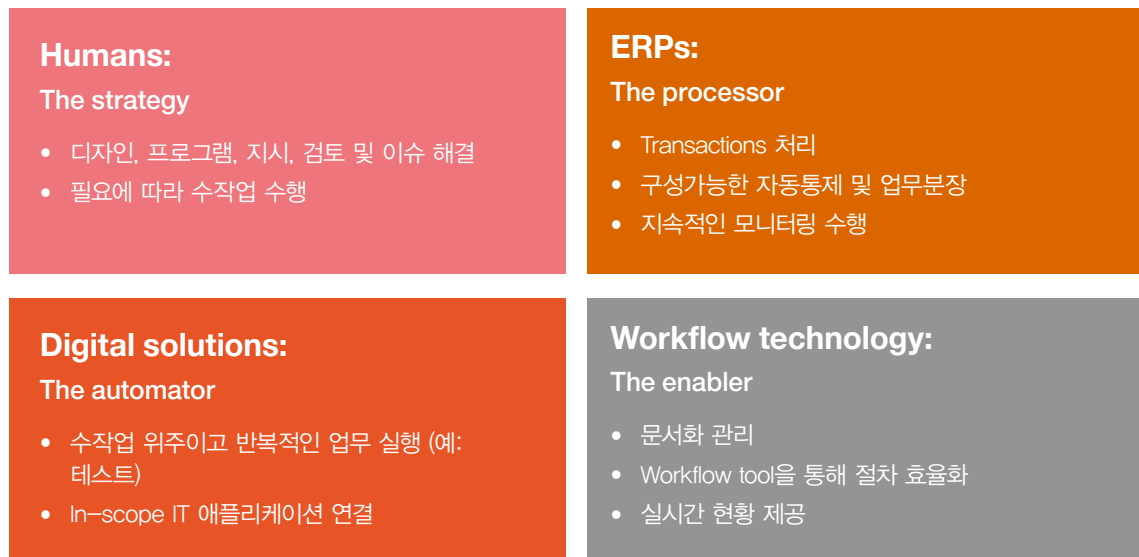 Humans:
The strategy
• 디자인, 프로그램, 지시, 검토 및 이슈 해결
• 필요에 따라 수작업 수행
ERPs:
The processor
• Transactions 처리
• 구성가능한 자동통제 및 업무분장
• 지속적인 모니터링 수행
Digital solutions:
The automator
• 수작업 위주이고 반복적인 업무 실행 (예:
테스트)
• In-scope IT 애플리케이션 연결
Workflow technology:
The enabler
• 문서화 관리
• Workflow tool을 통해 절차 효율화
• 실시간 현황 제공